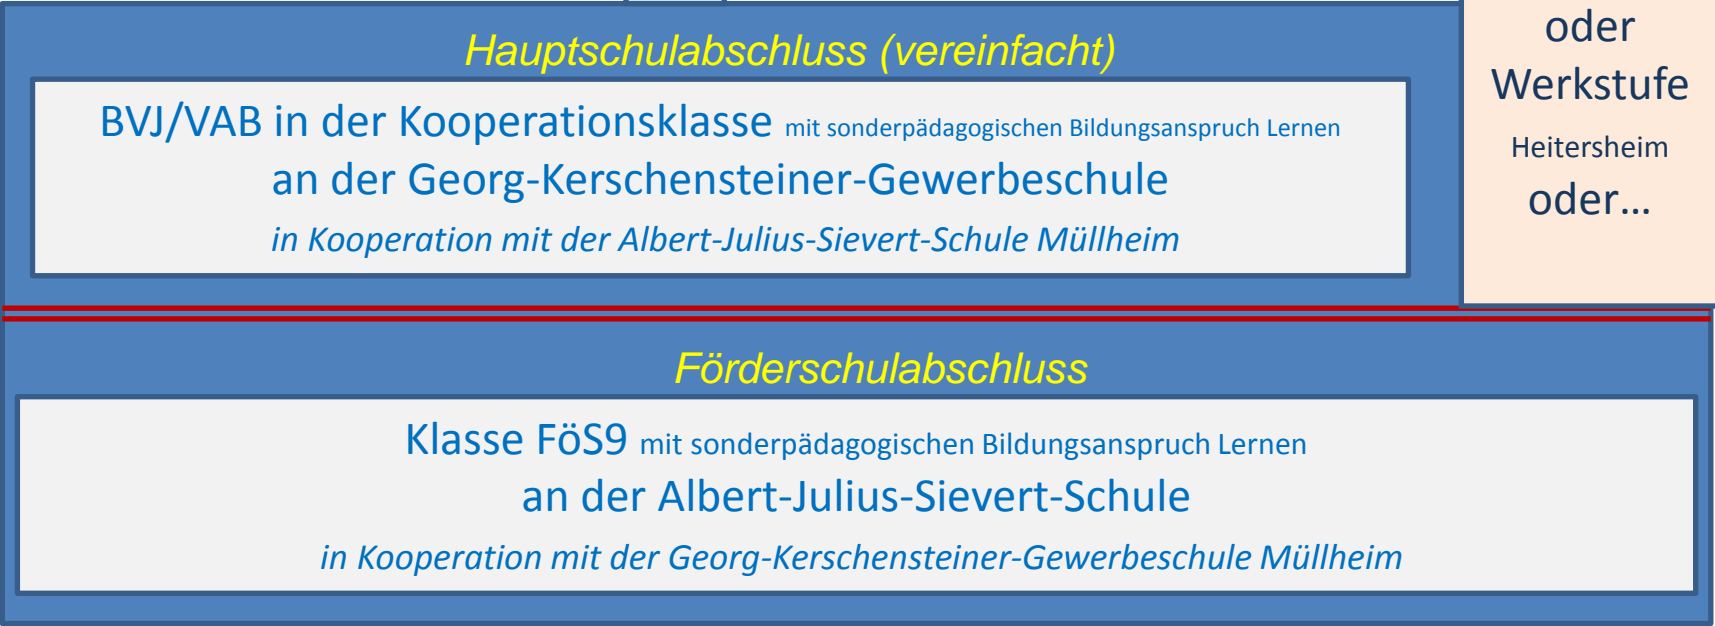 Hauptschulabschluss (vereinfacht)
BVJ/VAB in der Kooperationsklasse mit sonderpädagogischen Bildungsanspruch Lernen
an der Georg-Kerschensteiner-Gewerbeschule
in Kooperation mit der Albert-Julius-Sievert-Schule Müllheim
oder
Werkstufe
Heitersheim
oder...
Förderschulabschluss
Klasse FöS9 mit sonderpädagogischen Bildungsanspruch Lernen
an der Albert-Julius-Sievert-Schule
in Kooperation mit der Georg-Kerschensteiner-Gewerbeschule Müllheim